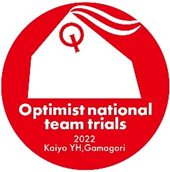 Optimist national
team trials
2022
Kaiyo YH,Gamagori